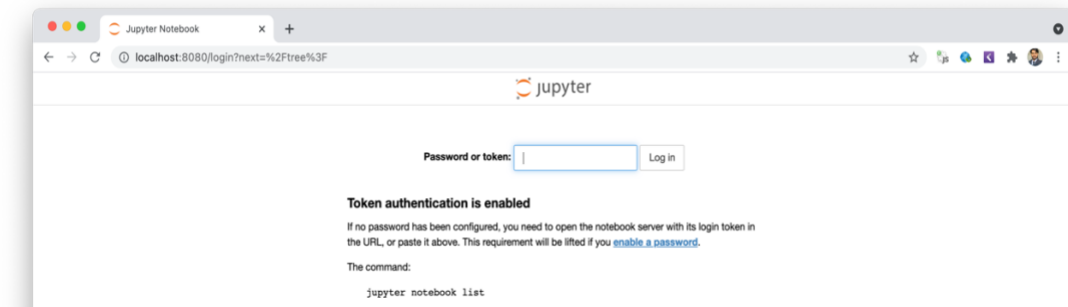 Jupyter Notebook
localhost:8080/login?next=%2Ftree%3F
jupyter
Password or token: Log in
Token authentication is enabled
If no password has been configured, you need to open the notebook server with its login token in
the URL, or paste it above. This requirement will be lifted if you enable a password.
The command:
jupyter notebook list